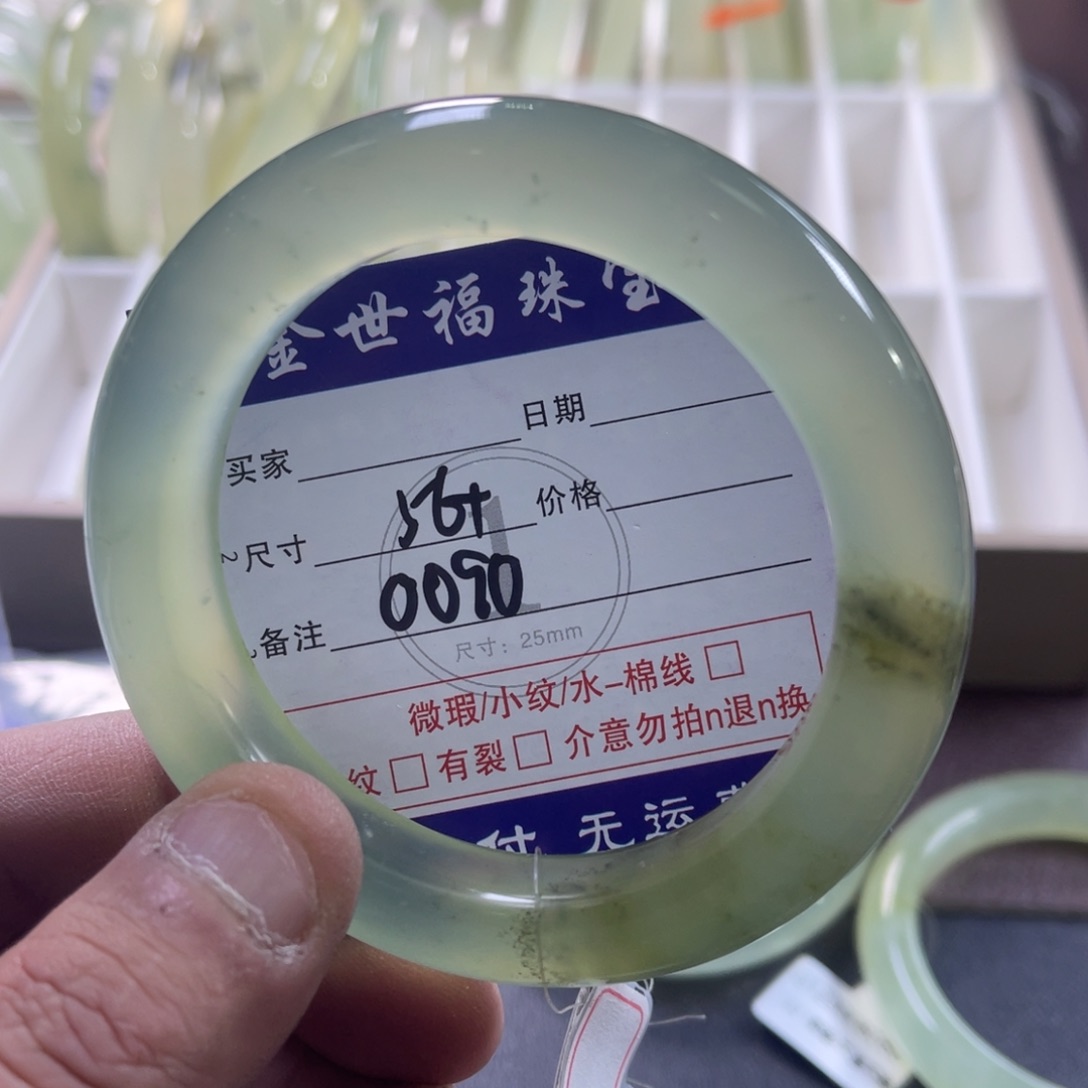 金世福珠宝
日期
买家
56+
价格
尺寸
0090
备注
尺寸：25mm
微瑕/小纹/水-棉线 □
纹 □ 有裂 □ 介意勿拍n退n换
付 无运